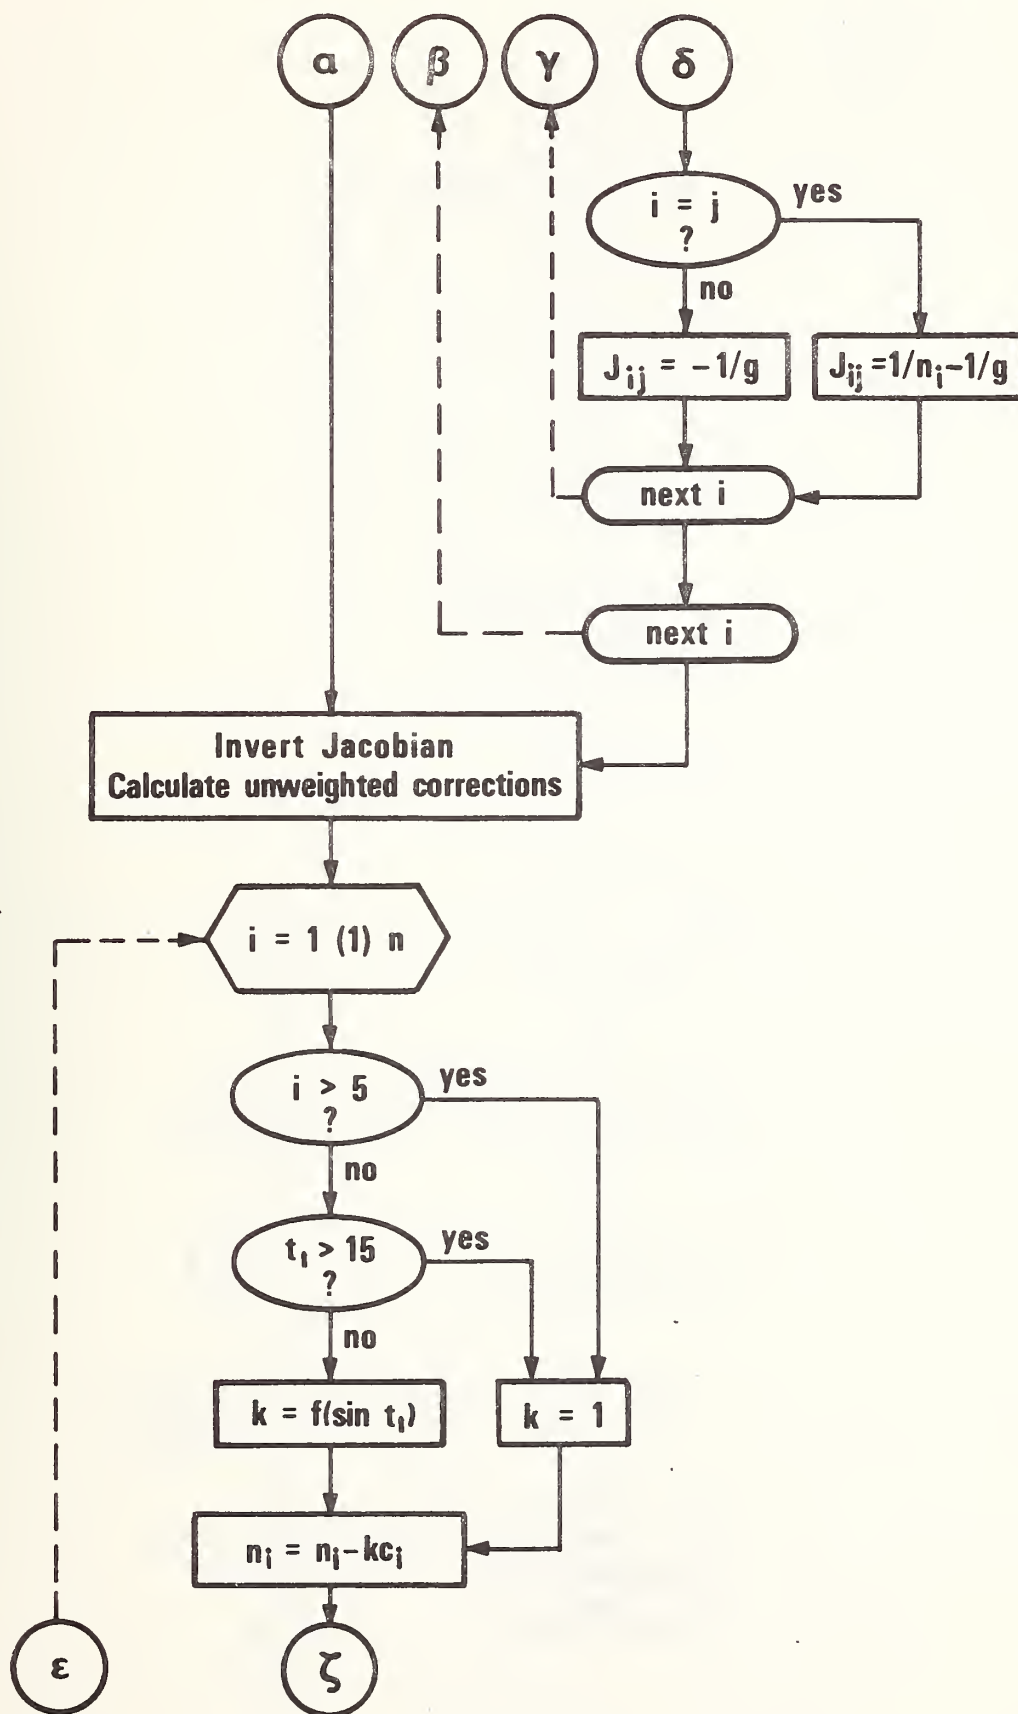 α β γ δ
i = j
?
yes
no
J_ij = -1/g
J_ij =1/n_i-1/g
next i
next i
Invert Jacobian
Calculate unweighted corrections
i = 1 (1) n
i > 5
?
yes
no
t_i > 15
?
yes
no
k = f(sin t_i)
k = 1
n_i = n_i-kc_i
ε
ζ